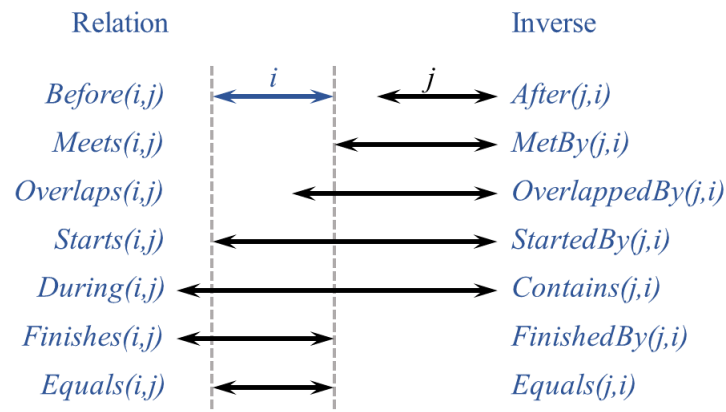 Relation Inverse
Before(i,j) i j After(j,i)
Meets(i,j) MetBy(j,i)
Overlaps(i,j) OverlappedBy(j,i)
Starts(i,j) StartedBy(j,i)
During(i,j) Contains(j,i)
Finishes(i,j) FinishedBy(j,i)
Equals(i,j) Equals(j,i)